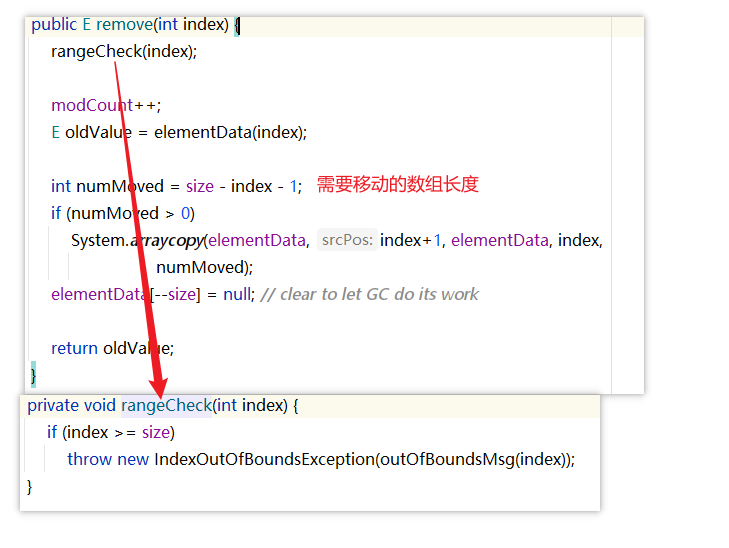 public E remove(int index) {
rangeCheck(index);
modCount++;
E oldValue = elementData(index);
int numMoved = size - index - 1; 需要移动的数组长度
if (numMoved > 0)
System.arraycopy(elementData, srcPos: index+1, elementData, index,
numMoved);
elementData[--size] = null; // clear to let GC do its work
return oldValue;
}
private void rangeCheck(int index) {
if (index >= size)
throw new IndexOutOfBoundsException(outOfBoundsMsg(index));
}